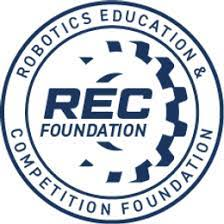 ROBOTICS EDUCATION &
COMPETITION FOUNDATION
REC
FOUNDATION